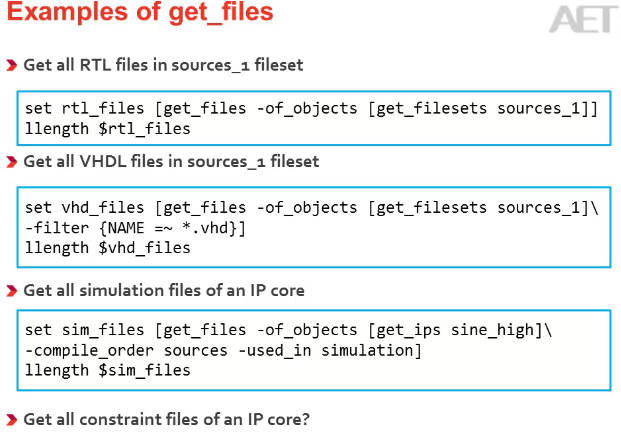 Examples of get_files
AET
Get all RTL files in sources_1 fileset
set rtl_files [get_files -of_objects [get_filesets sources_1]]
llength $rtl_files
Get all VHDL files in sources_1 fileset
set vhd_files [get_files -of_objects [get_filesets sources_1]\
-filter {NAME =~ *.vhd}]
llength $vhd_files
Get all simulation files of an IP core
set sim_files [get_files -of_objects [get_ips sine_high]\
-compile_order sources -used_in simulation]
llength $sim_files
Get all constraint files of an IP core?